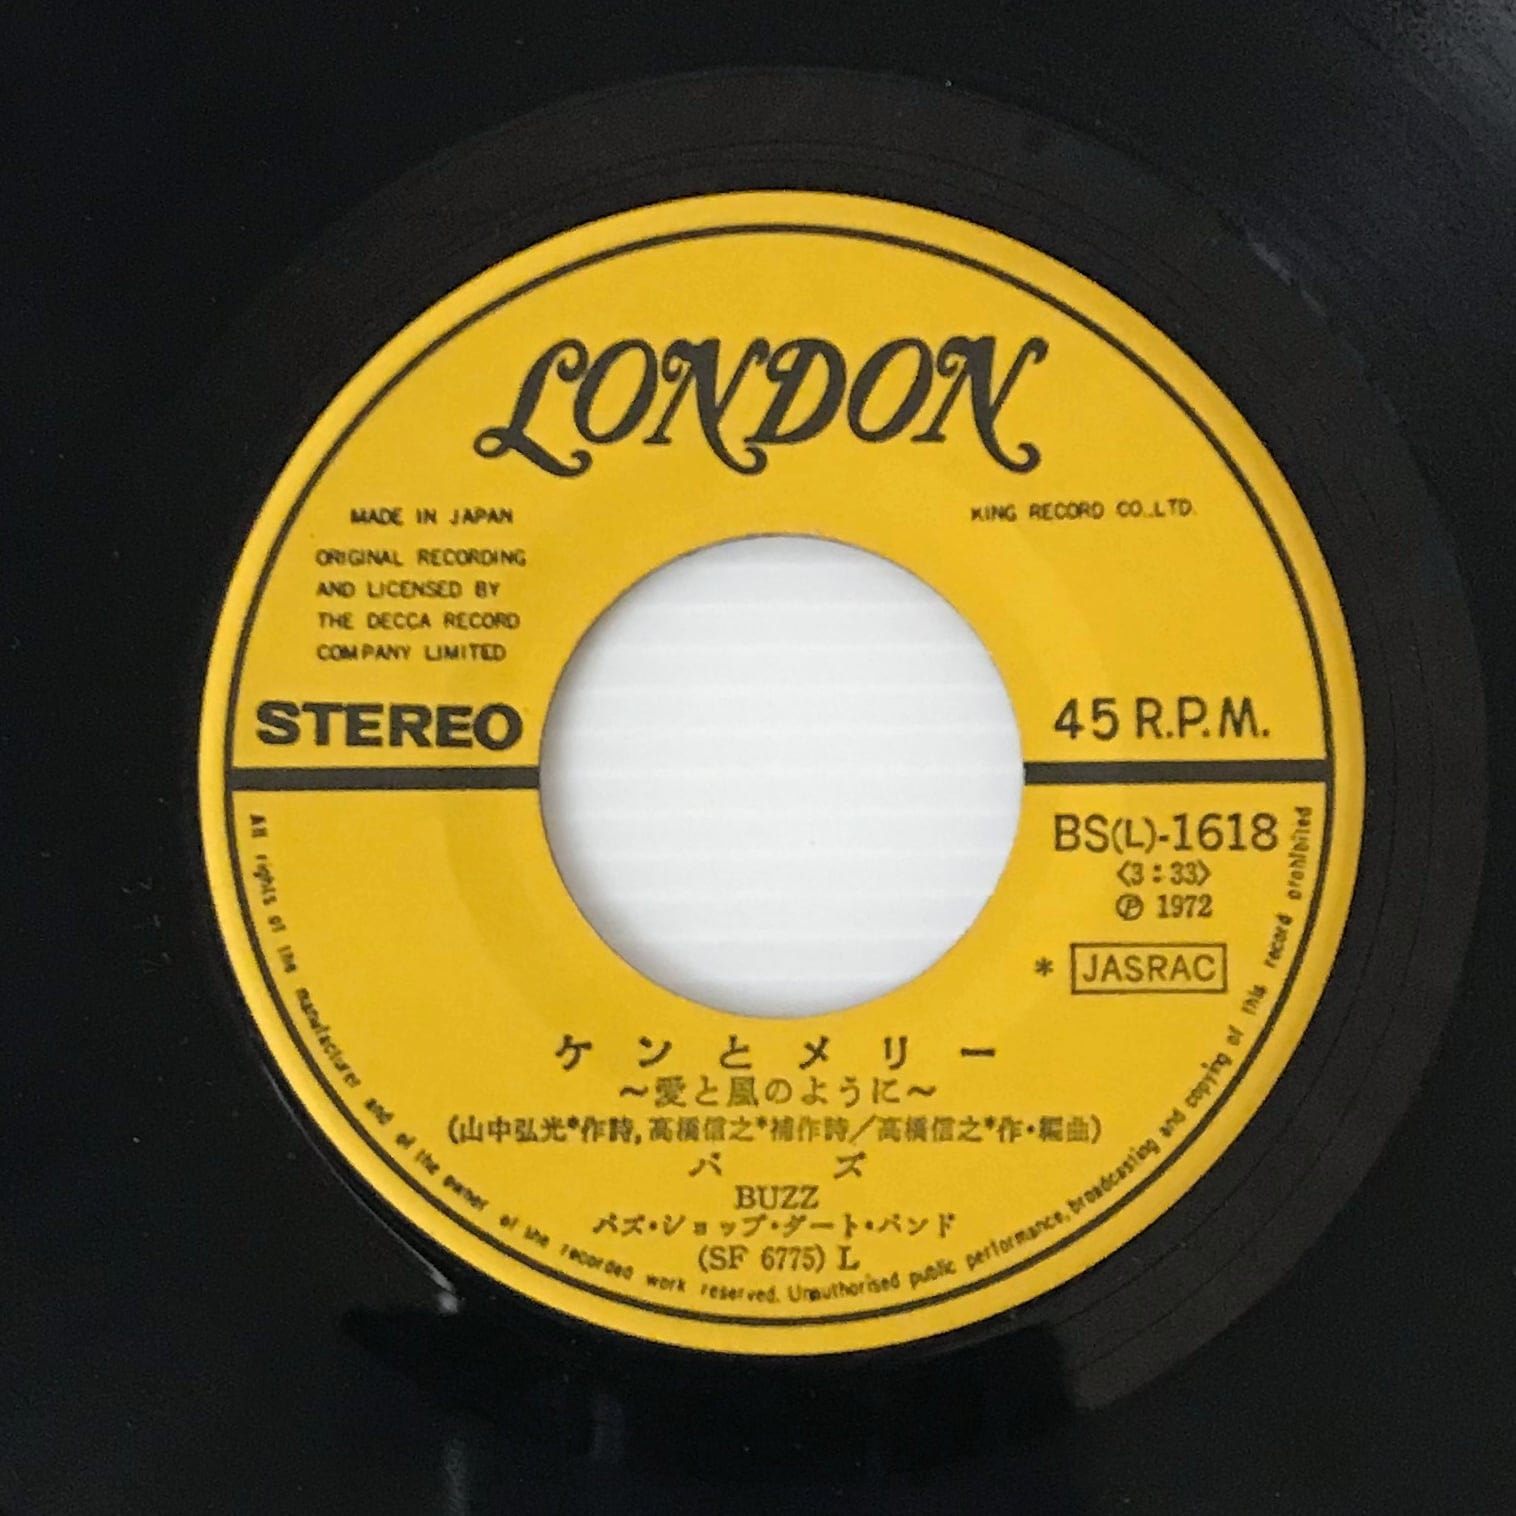 LONDON
MADE IN JAPAN
KING RECORD CO.,LTD.
ORIGINAL RECORDING
AND LICENSED BY
THE DECCA RECORD
COMPANY LIMITED
STEREO
45 R.P.M.
BS(L)-1618
〈3:33〉
Ⓟ 1972
* JASRAC
ケンとメリー
〜愛と風のように〜
(山中弘光*作詩,高橋信之*補作詩/高橋信之*作・編曲)
バズ
BUZZ
バズ・ショップ・ダート・バンド
(SF 6775) L
All rights of the manufacturer and of the owner of the recorded work reserved. Unauthorised public performance, broadcasting and copying of this record prohibited